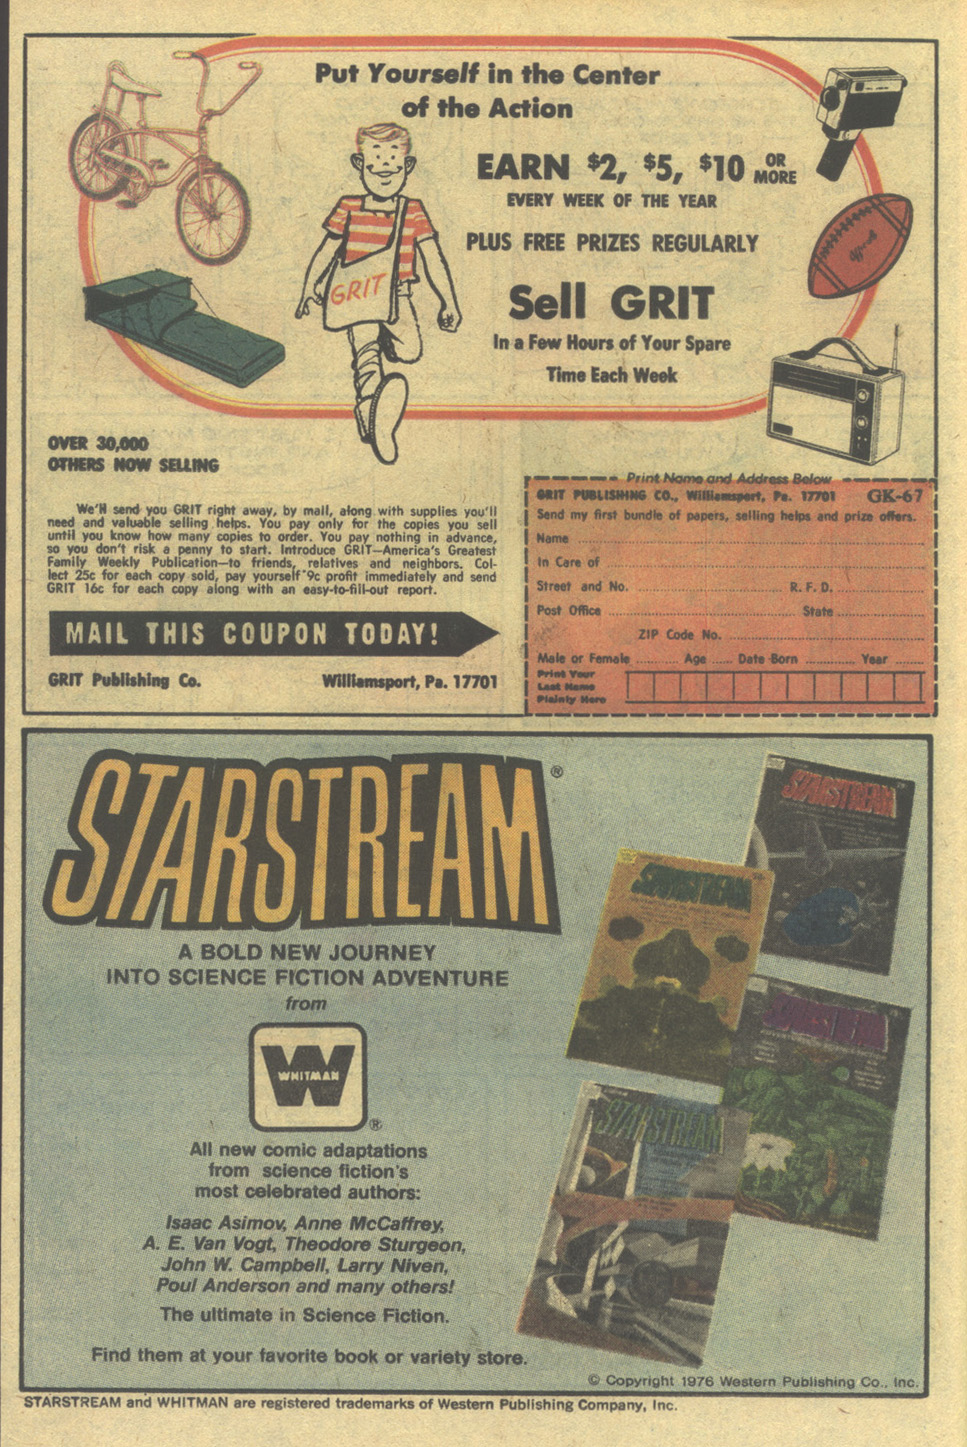 Put Yourself in the Center
of the Action
EARN $2, $5, $10 OR MORE
EVERY WEEK OF THE YEAR
PLUS FREE PRIZES REGULARLY
GRIT
Sell GRIT
In a Few Hours of Your Spare
Time Each Week
OVER 30,000
OTHERS NOW SELLING
We'll send you GRIT right away, by mail, along with supplies you'll
need and valuable selling helps. You pay only for the copies you sell
until you know how many copies to order. You pay nothing in advance,
so you don't risk a penny to start. Introduce GRIT—America's Greatest
Family Weekly Publication—to friends, relatives and neighbors. Col-
lect 25c for each copy sold, pay yourself 9c profit immediately and send
GRIT 16c for each copy along with an easy-to-fill-out report.
MAIL THIS COUPON TODAY!
GRIT Publishing Co. Williamsport, Pa. 17701
Print Name and Address Below
GRIT PUBLISHING CO., Williamsport, Pa. 17701 GK-67
Send my first bundle of papers, selling helps and prize offers.
Name
In Care of
Street and No. R. F. D.
Post Office State
ZIP Code No.
Male or Female Age Date Born Year
Print Your
Last Name
Plainly Here
STARSTREAM®
A BOLD NEW JOURNEY
INTO SCIENCE FICTION ADVENTURE
from
W
WHITMAN
®
All new comic adaptations
from science fiction's
most celebrated authors:
Isaac Asimov, Anne McCaffrey,
A. E. Van Vogt, Theodore Sturgeon,
John W. Campbell, Larry Niven,
Poul Anderson and many others!
The ultimate in Science Fiction.
Find them at your favorite book or variety store.
STARSTREAM
STARSTREAM
STARSTREAM
STARSTREAM
© Copyright 1976 Western Publishing Co., Inc.
STARSTREAM and WHITMAN are registered trademarks of Western Publishing Company, Inc.